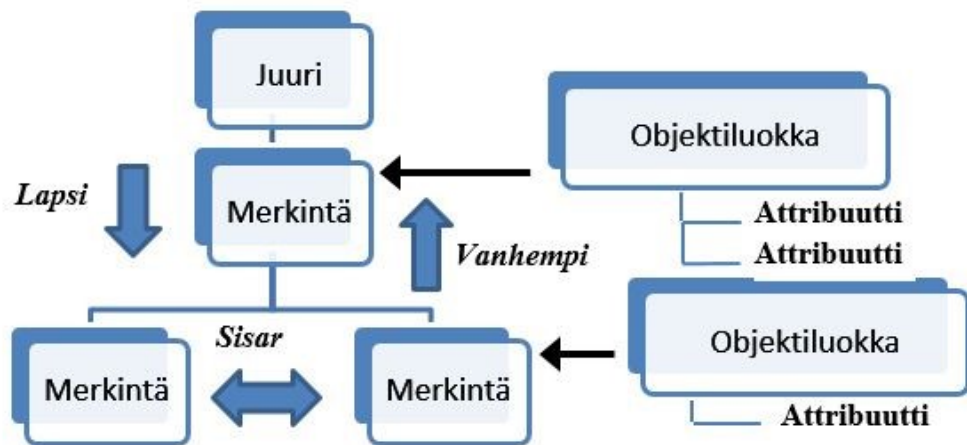 Juuri
Objektiluokka
Lapsi
Merkintä
Attribuutti
Vanhempi
Attribuutti
Sisar
Objektiluokka
Merkintä
Merkintä
Attribuutti